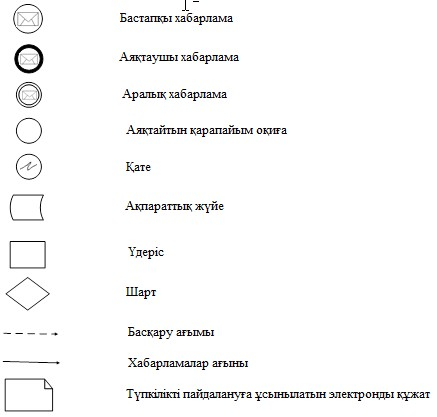 Бастапқы хабарлама
Аяқтаушы хабарлама
Аралық хабарлама
Аяқтайтын қарапайым оқиға
Қате
Ақпараттық жүйе
Үдеріс
Шарт
Басқару ағымы
Хабарламалар ағыны
Түпкілікті пайдалануға ұсынылатын электронды құжат